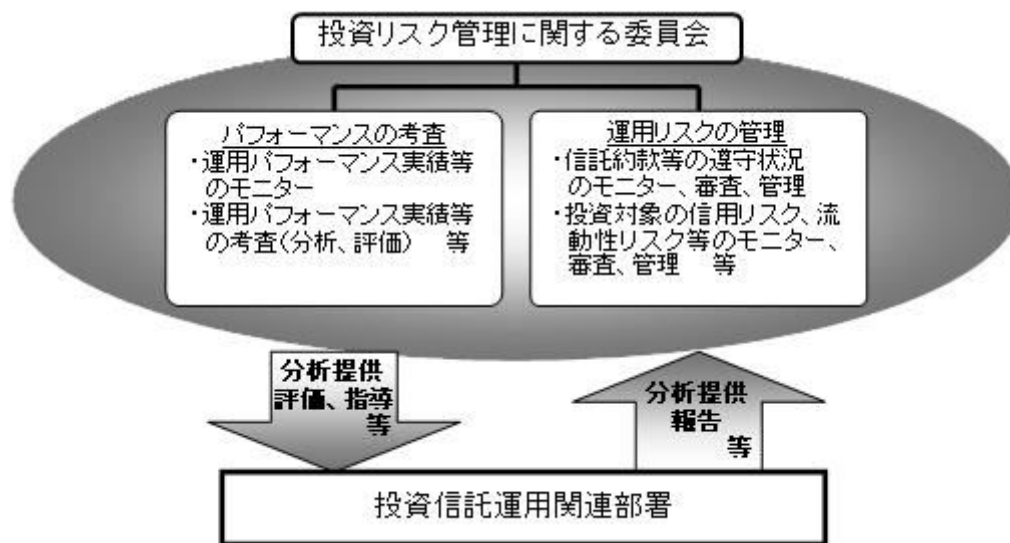 投資リスク管理に関する委員会
パフォーマンスの考査
・運用パフォーマンス実績等
のモニター
・運用パフォーマンス実績等
の考査(分析、評価)　等
運用リスクの管理
・信託約款等の遵守状況
のモニター、審査、管理
・投資対象の信用リスク、流
動性リスク等のモニター、
審査、管理　等
分析提供
評価、指導
等
分析提供
報告
等
投資信託運用関連部署